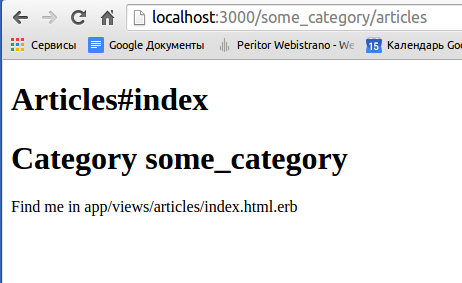 localhost:3000/some_category/articles
Сервисы Google Документы Peritor Webistrano - We 15 Календарь Goo
Articles#index
Category some_category
Find me in app/views/articles/index.html.erb